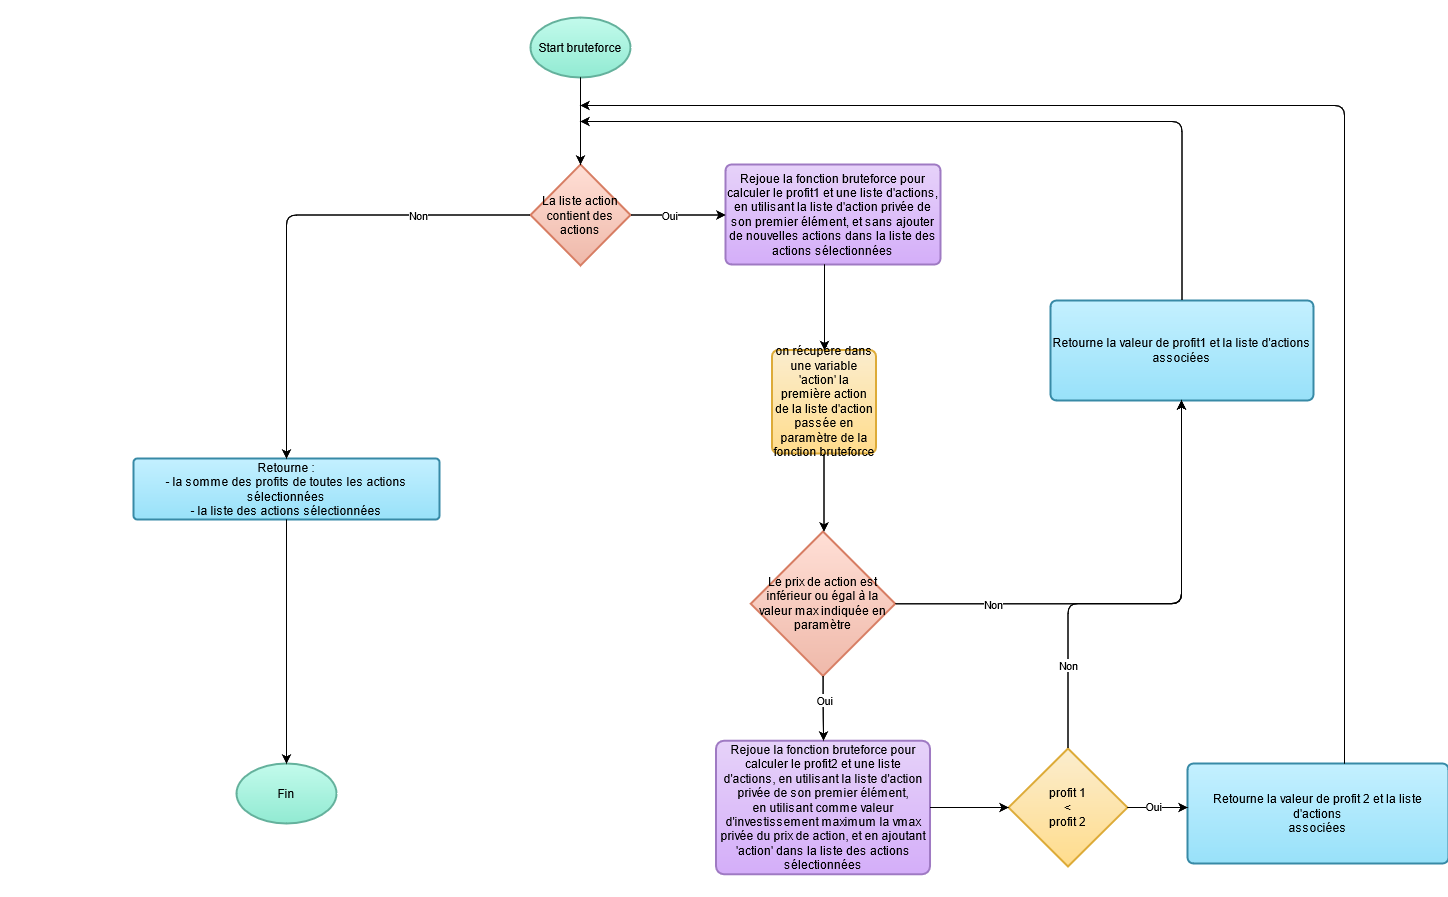 Start bruteforce
La liste action
contient des
actions
Non
Oui
Rejoue la fonction bruteforce pour
calculer le profit1 et une liste d'actions,
en utilisant la liste d'action privée de
son premier élément, et sans ajouter
de nouvelles actions dans la liste des
actions sélectionnées
on récupère dans
une variable
'action' la
première action
de la liste d'action
passée en
paramètre de la
fonction bruteforce
Retourne la valeur de profit1 et la liste d'actions
associées
Retourne :
- la somme des profits de toutes les actions
sélectionnées
- la liste des actions sélectionnées
Le prix de action est
inférieur ou égal à la
valeur max indiquée en
paramètre
Non
Non
Oui
Rejoue la fonction bruteforce pour
calculer le profit2 et une liste
d'actions, en utilisant la liste d'action
privée de son premier élément,
en utilisant comme valeur
d'investissement maximum la vmax
privée du prix de action, et en ajoutant
'action' dans la liste des actions
sélectionnées
profit 1
<
profit 2
Oui
Retourne la valeur de profit 2 et la liste
d'actions
associées
Fin